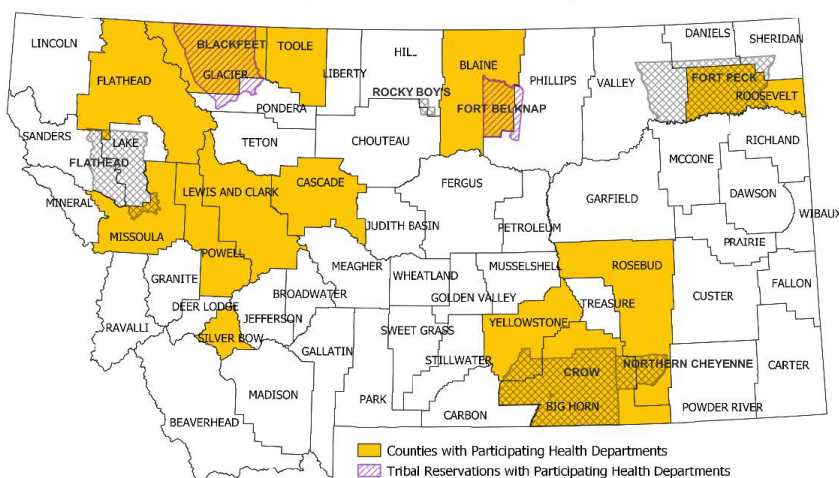 DANIELS
SHERIDAN
LINCOLN
BLACKFEET
TOOLE
HILL
BLAINE
FLATHEAD
GLACIER
LIBERTY
PHILLIPS
VALLEY
FORT PECK
ROCKY BOY'S
ROOSEVELT
PONDERA
FORT BELKNAP
SANDERS
LAKE
TETON
CHOUTEAU
RICHLAND
FLATHEAD
MCCONE
CASCADE
FERGUS
LEWIS AND CLARK
DAWSON
MINERAL
GARFIELD
WIBAUX
JUDITH BASIN
PETROLEUM
MISSOULA
PRAIRIE
POWELL
MEAGHER
MUSSELSHELL
ROSEBUD
GRANITE
WHEATLAND
FALLON
BROADWATER
GOLDEN VALLEY
CUSTER
DEER LODGE
TREASURE
JEFFERSON
YELLOWSTONE
RAVALLI
SWEET GRASS
SILVER BOW
GALLATIN
STILLWATER
NORTHERN CHEYENNE
CARTER
CROW
MADISON
PARK
BIG HORN
POWDER RIVER
CARBON
BEAVERHEAD
Counties with Participating Health Departments
Tribal Reservations with Participating Health Departments